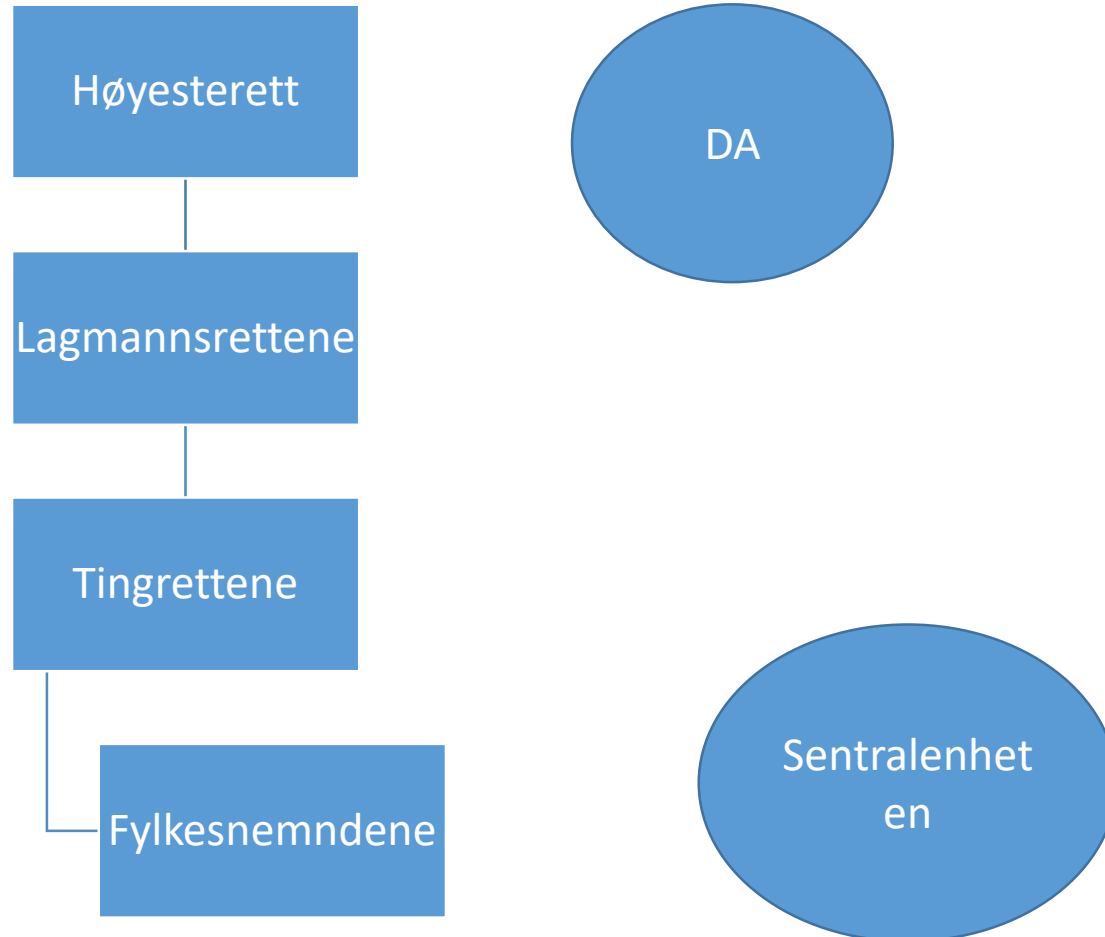 Høyesterett
DA
Lagmannsrettene
Tingrettene
Sentralenhet
en
Fylkesnemndene